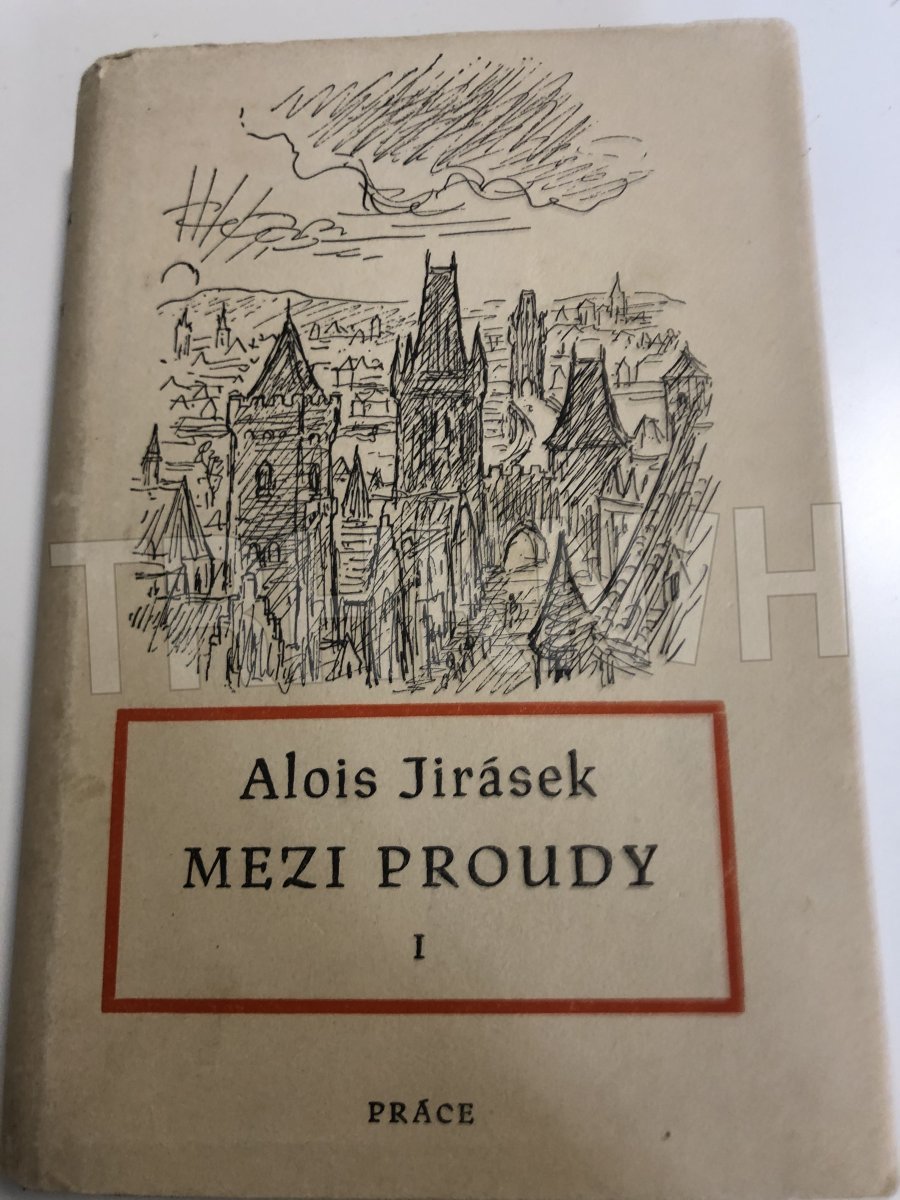 Alois Jirásek
MEZI PROUDY
I
PRÁCE